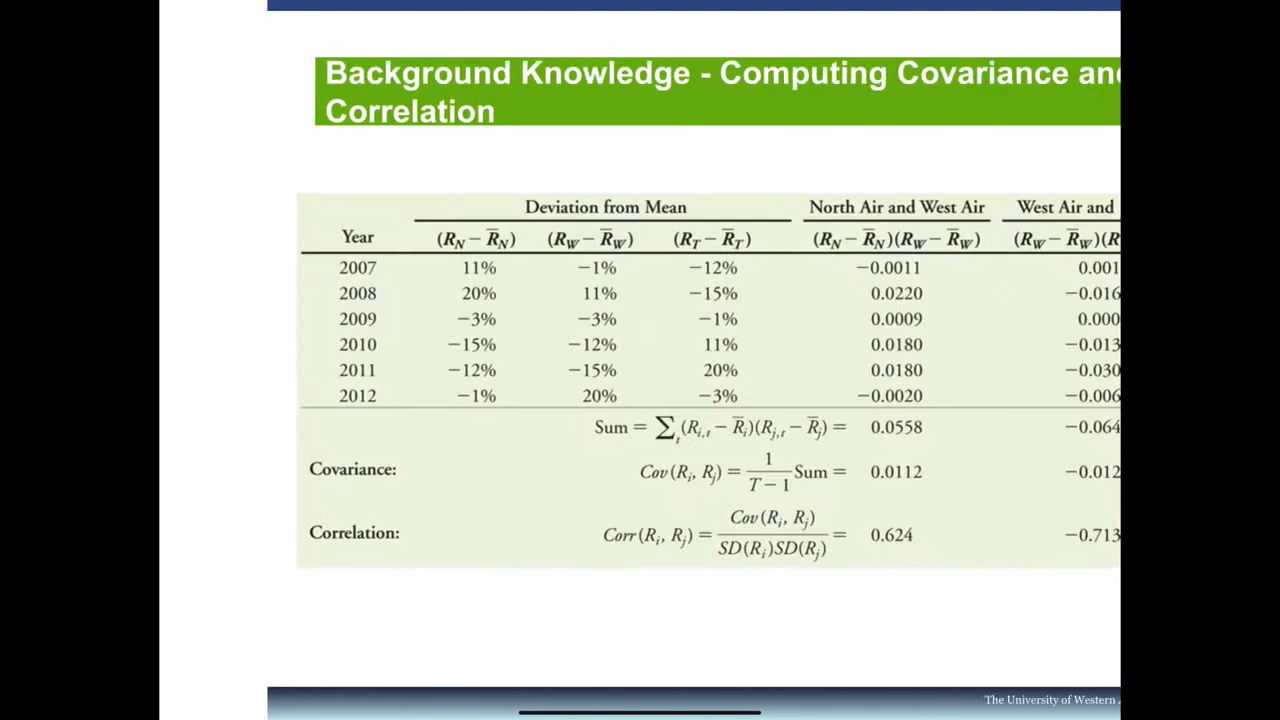 Background Knowledge - Computing Covariance and
Correlation
Deviation from Mean North Air and West Air West Air and
Year (R_N − R̅_N) (R_W − R̅_W) (R_T − R̅_T) (R_N − R̅_N)(R_W − R̅_W) (R_W − R̅_W)(R
2007 11% −1% −12% −0.0011 0.001
2008 20% 11% −15% 0.0220 −0.016
2009 −3% −3% −1% 0.0009 0.000
2010 −15% −12% 11% 0.0180 −0.013
2011 −12% −15% 20% 0.0180 −0.030
2012 −1% 20% −3% −0.0020 −0.006
Sum = ∑_t (R_i,t − R̅_i)(R_j,t − R̅_j) = 0.0558 −0.064
Covariance: Cov (R_i, R_j) = 1/(T − 1) Sum = 0.0112 −0.012
Correlation: Corr (R_i, R_j) = Cov (R_i, R_j) / SD(R_i)SD(R_j) = 0.624 −0.713
The University of Western